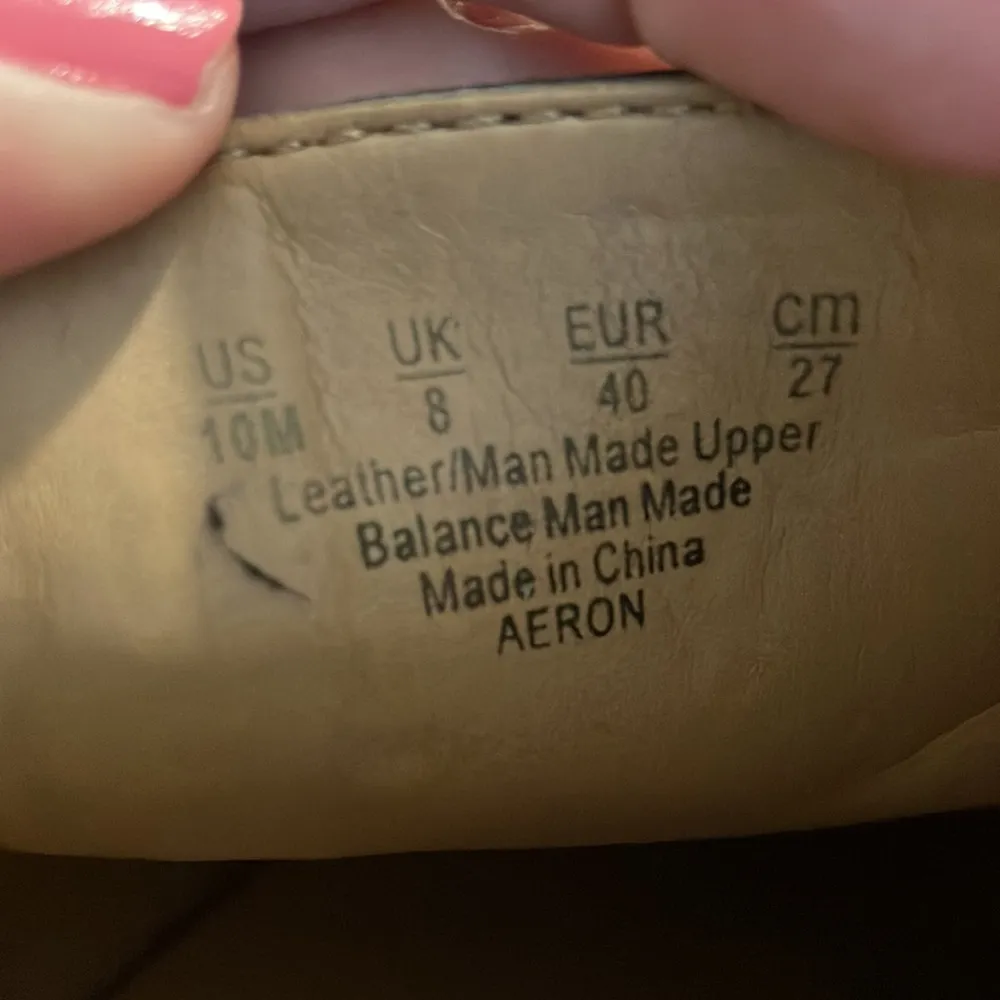 US UK EUR cm
10M 8 40 27
Leather/Man Made Upper
Balance Man Made
Made in China
AERON